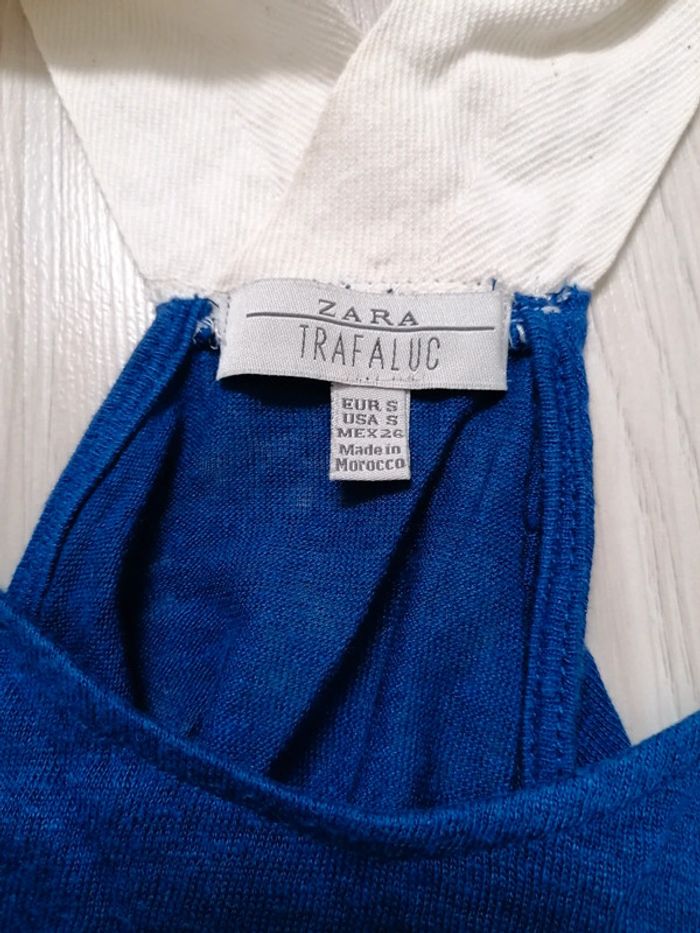 ZARA
TRAFALUC
EUR S
USA S
MEX 26
Made in
Morocco